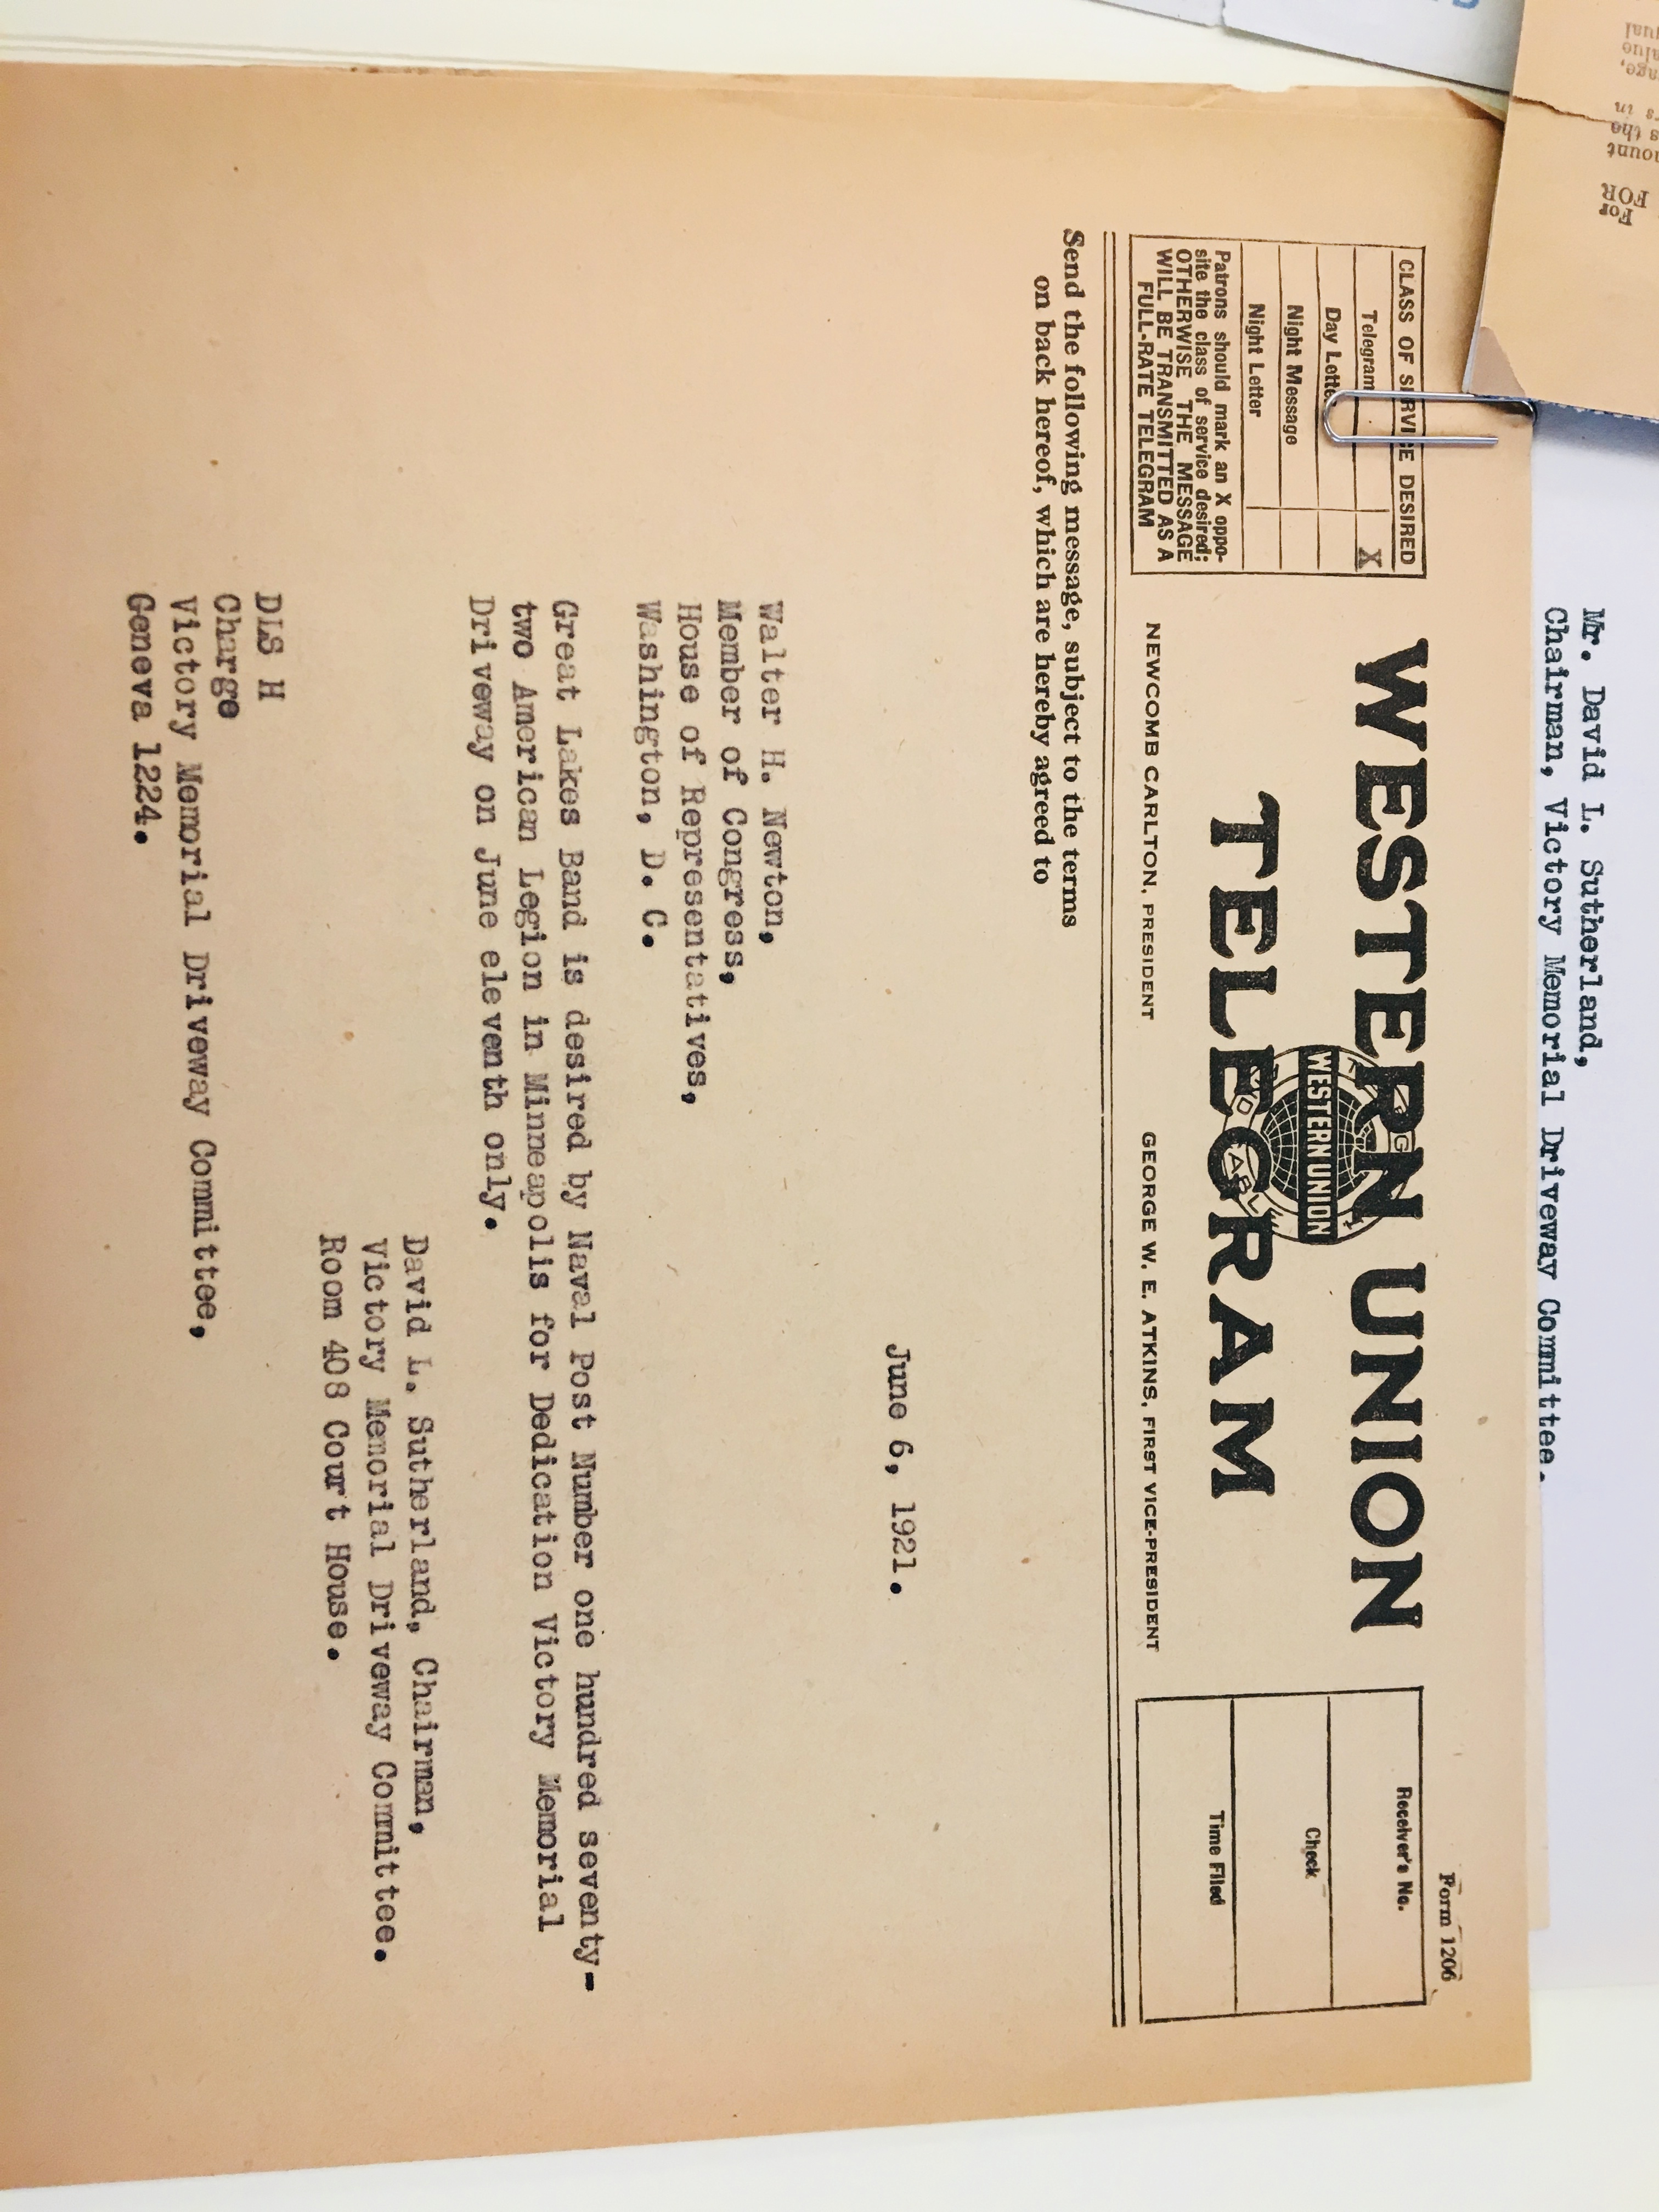 Mr. David L. Sutherland,
Chairman, Victory Memorial Driveway Committee.
Form 1206
CLASS OF SERVICE DESIRED
Telegram X
Day Letter
Night Message
Night Letter
Patrons should mark an X oppo-
site the class of service desired;
OTHERWISE THE MESSAGE
WILL BE TRANSMITTED AS A
FULL-RATE TELEGRAM
WESTERN UNION
WESTERN UNION
TELEGRAM
NEWCOMB CARLTON, PRESIDENT
GEORGE W. E. ATKINS, FIRST VICE-PRESIDENT
Receiver's No.
Check
Time Filed
Send the following message, subject to the terms
on back hereof, which are hereby agreed to
June 6, 1921.
Walter H. Newton,
Member of Congress,
House of Representatives,
Washington, D. C.
Great Lakes Band is desired by Naval Post Number one hundred seventy-
two American Legion in Minneapolis for Dedication Victory Memorial
Driveway on June eleventh only.
David L. Sutherland, Chairman,
Victory Memorial Driveway Committee.
Room 408 Court House.
DLS H
Charge
Victory Memorial Driveway Committee,
Geneva 1224.
the
in
FOR
For